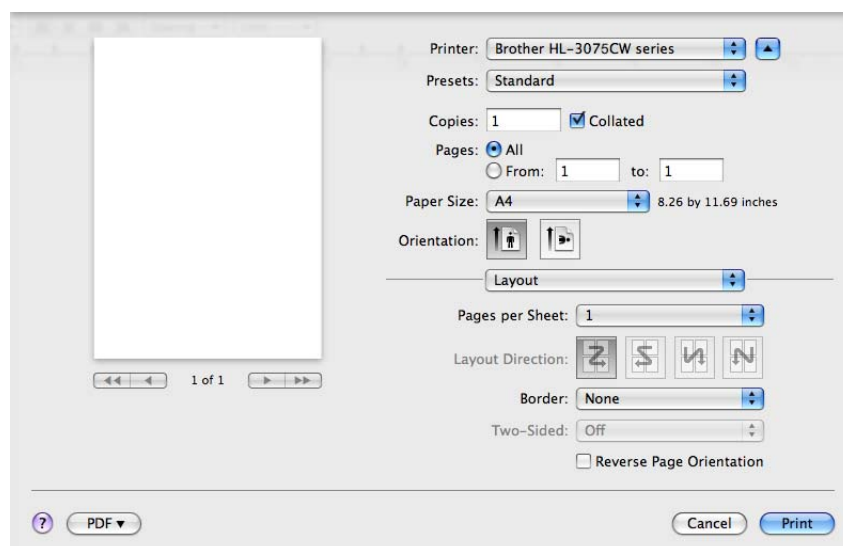 Printer: Brother HL-3075CW series
Presets: Standard
Copies: 1 Collated
Pages: All
From: 1 to: 1
Paper Size: A4 8.26 by 11.69 inches
Orientation:
Layout
Pages per Sheet: 1
Layout Direction:
1 of 1
Border: None
Two-Sided: Off
Reverse Page Orientation
? PDF▼ Cancel Print